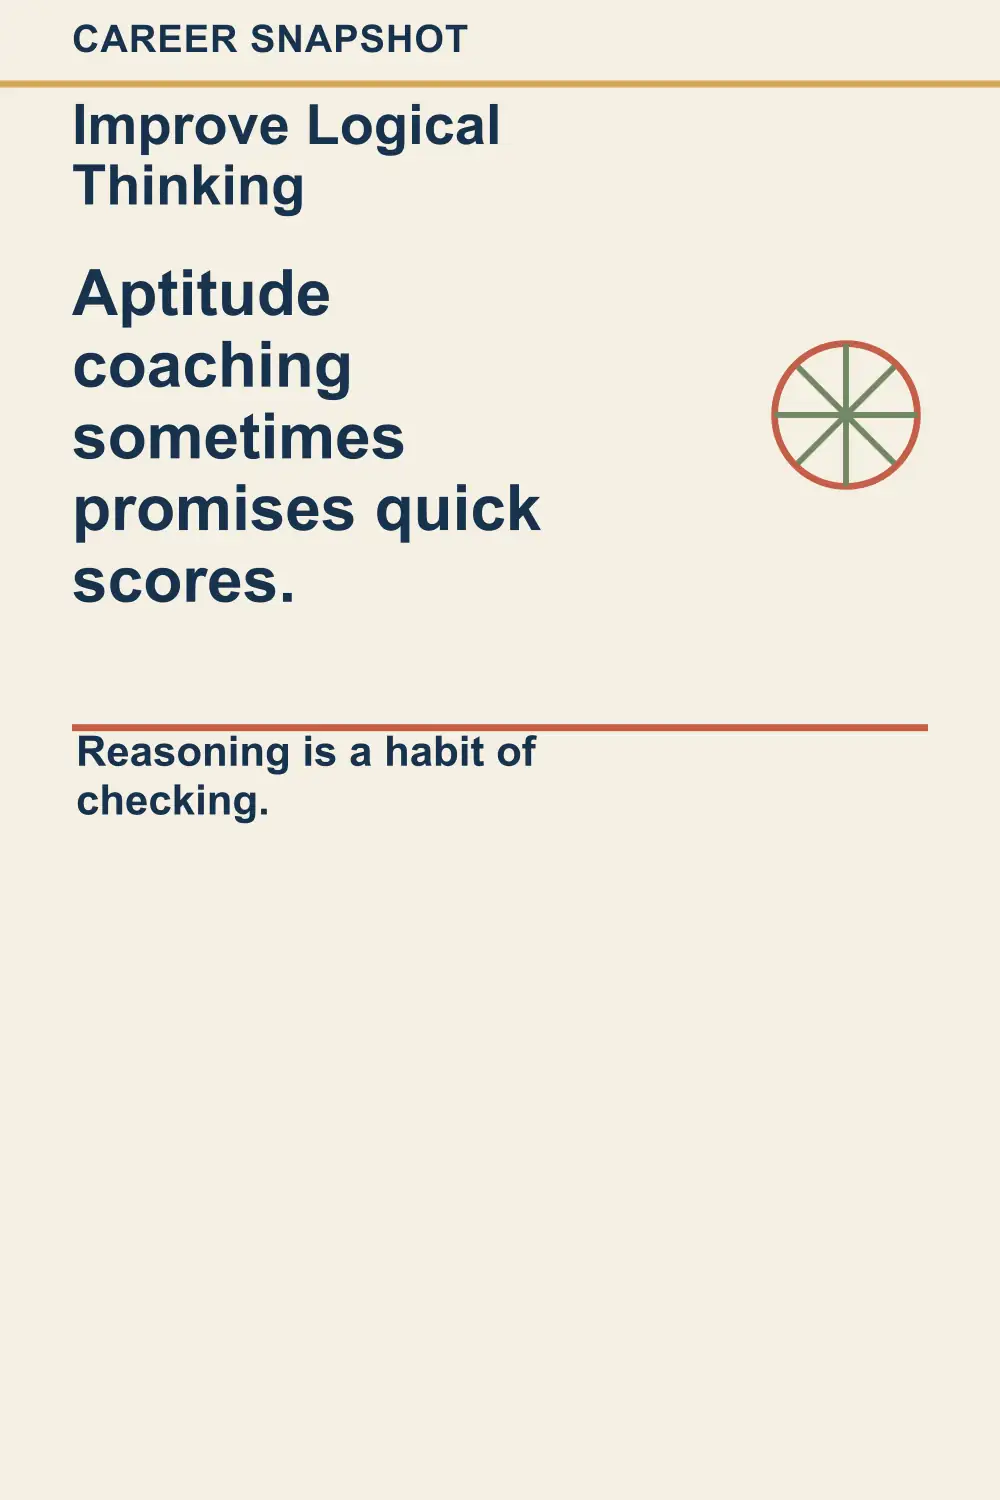 CAREER SNAPSHOT
Improve Logical
Thinking
Aptitude
coaching
sometimes
promises quick
scores.
Reasoning is a habit of
checking.